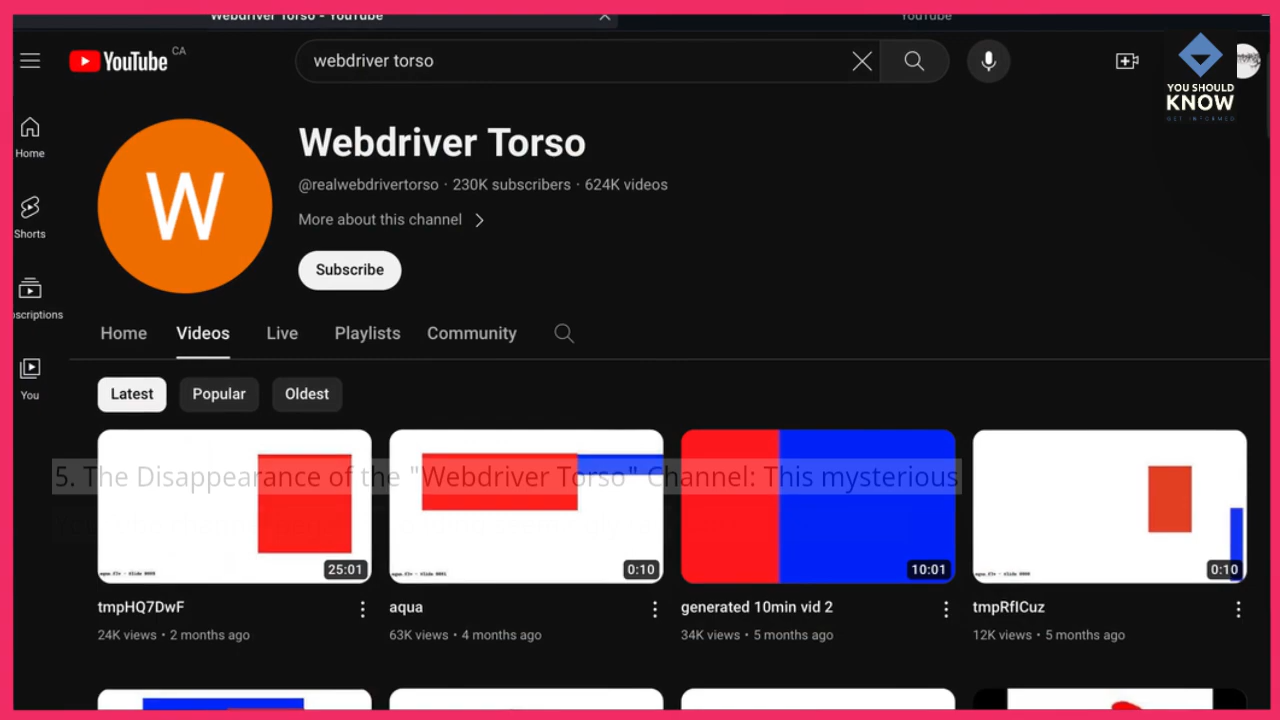 Webdriver Torso - YouTube
YouTube
YouTube CA
webdriver torso
YOU SHOULD
KNOW
GET INFORMED
Home
Shorts
scriptions
You
W
Webdriver Torso
@realwebdrivertorso · 230K subscribers · 624K videos
More about this channel
Subscribe
Home Videos Live Playlists Community
Latest Popular Oldest
5. The Disappearance of the "Webdriver Torso" Channel: This mysterious
25:01 0:10 10:01 0:10
tmpHQ7DwF aqua generated 10min vid 2 tmpRfICuz
24K views • 2 months ago 63K views • 4 months ago 34K views • 5 months ago 12K views • 5 months ago